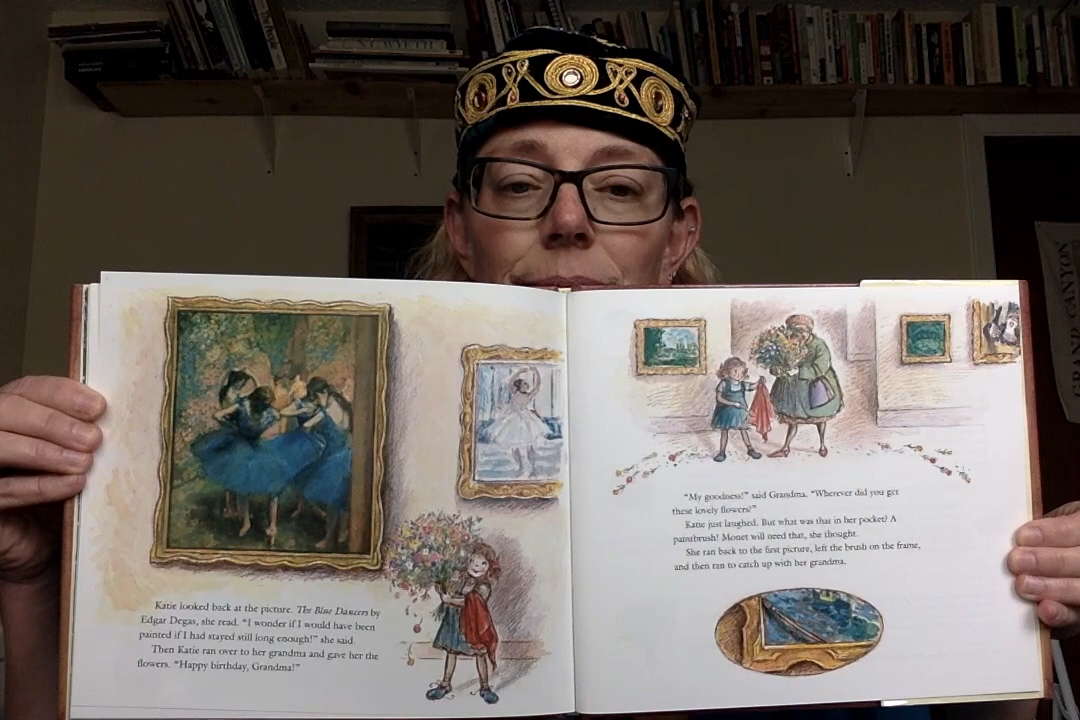 GRAND CANYON
Katie looked back at the picture. The Blue Dancers by
Edgar Degas, she read. “I wonder if I would have been
painted if I had stayed still long enough!” she said.
Then Katie ran over to her grandma and gave her the
flowers. “Happy birthday, Grandma!”
“My goodness!” said Grandma. “Wherever did you get
these lovely flowers?”
Katie just laughed. But what was that in her pocket? A
paintbrush! Monet will need that, she thought.
She ran back to the first picture, left the brush on the frame,
and then ran to catch up with her grandma.